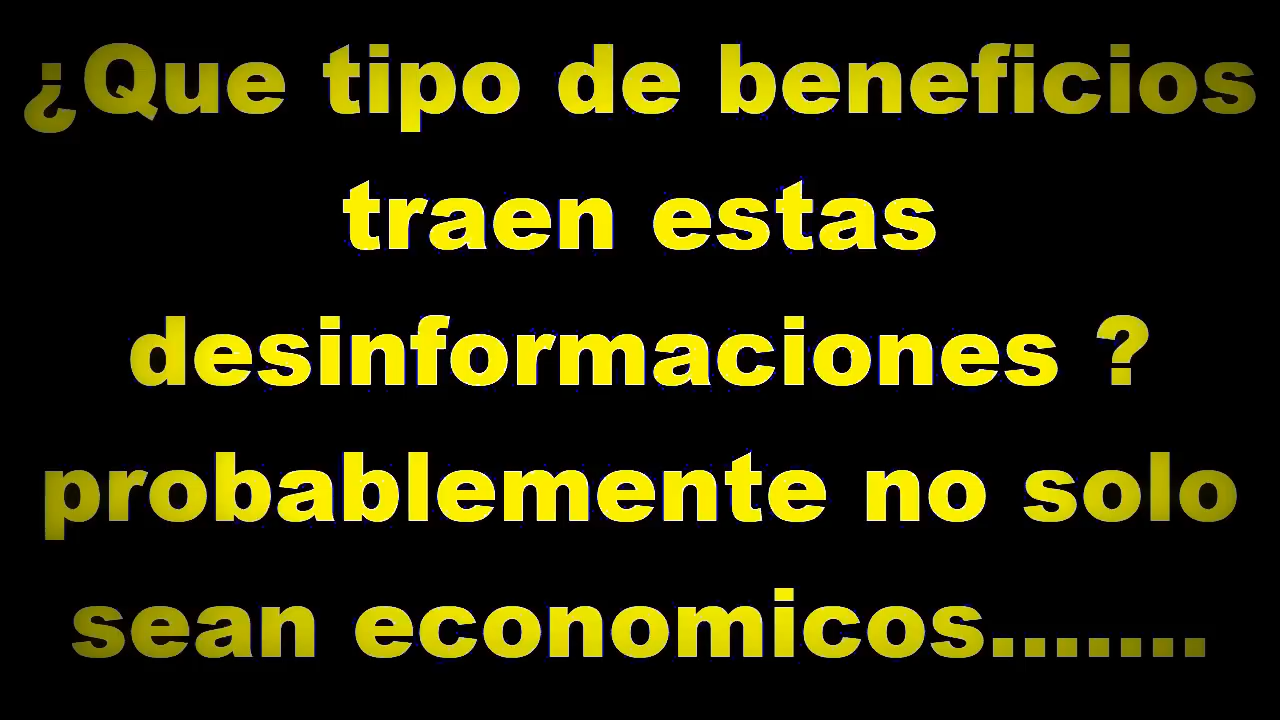 ¿Que tipo de beneficios
traen estas
desinformaciones ?
probablemente no solo
sean economicos.......